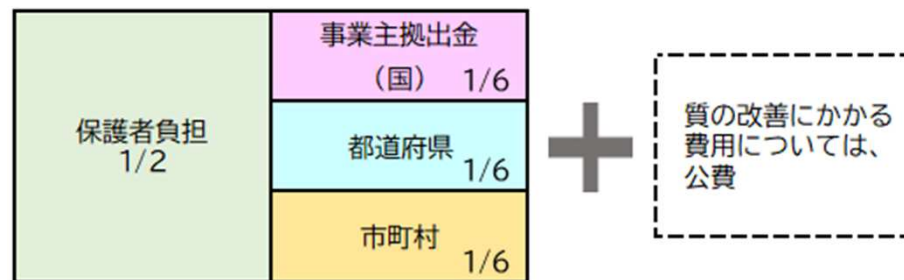 保護者負担
1/2
事業主拠出金
（国） 1/6
都道府県
1/6
市町村
1/6
質の改善にかかる
費用については、
公費